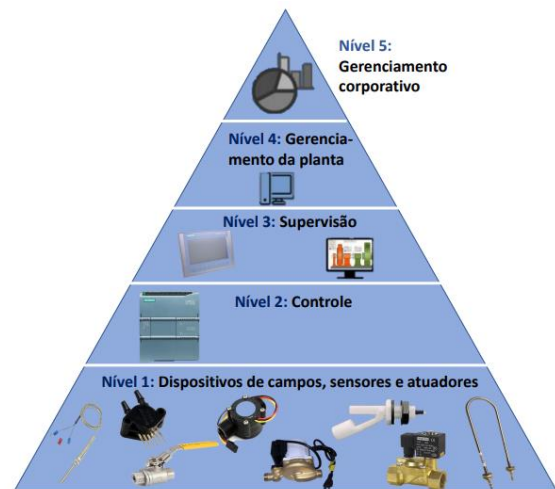 Nível 5:
Gerenciamento
corporativo
Nível 4: Gerencia-
mento da planta
Nível 3: Supervisão
Nível 2: Controle
Nível 1: Dispositivos de campos, sensores e atuadores